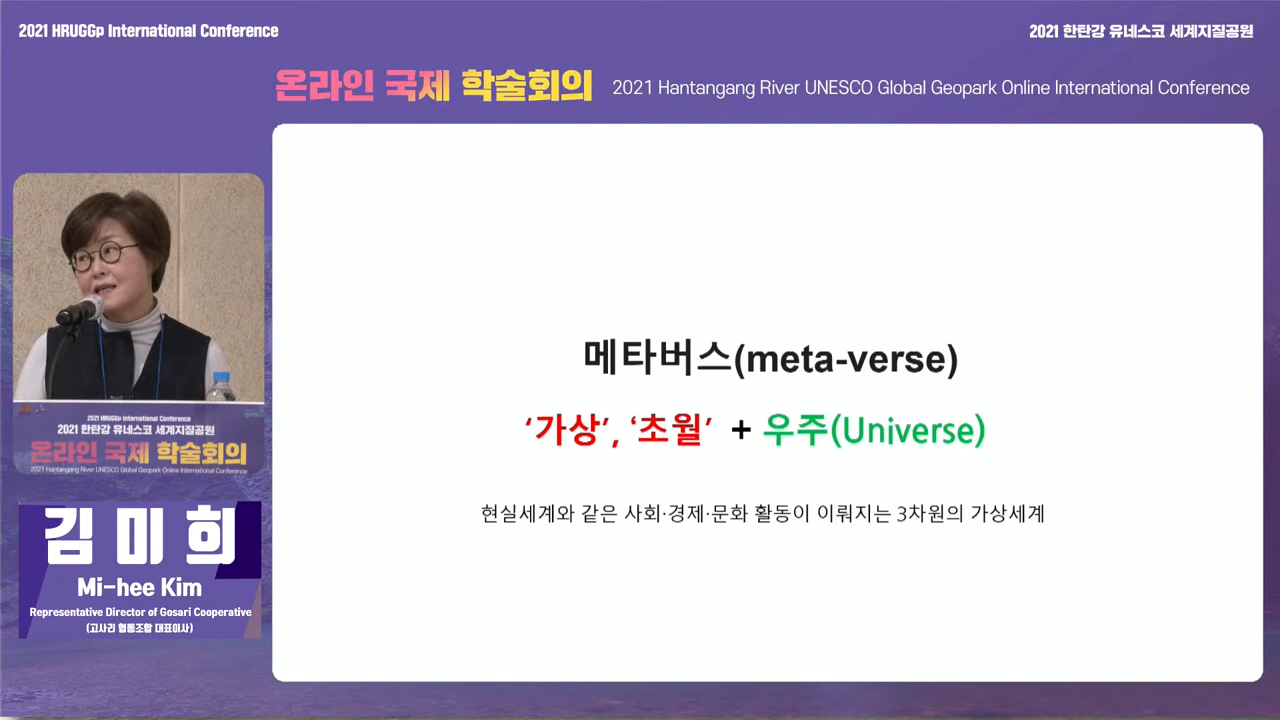 2021 HRUGGp International Conference
2021 한탄강 유네스코 세계지질공원
온라인 국제 학술회의 2021 Hantangang River UNESCO Global Geopark Online International Conference
메타버스(meta-verse)
‘가상’, ‘초월’ + 우주(Universe)
현실세계와 같은 사회·경제·문화 활동이 이뤄지는 3차원의 가상세계
2021 HRUGGp International Conference
2021 한탄강 유네스코 세계지질공원
온라인 국제 학술회의
2021 Hantangang River UNESCO Global Geopark Online International Conference
김미희
Mi-hee Kim
Representative Director of Gosari Cooperative
(고사리 협동조합 대표이사)